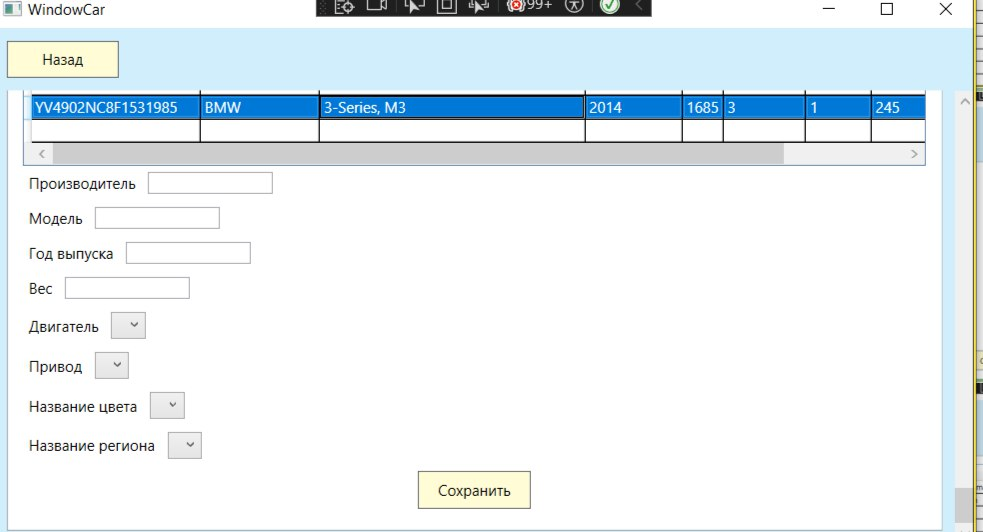 WindowCar
99+
Назад
YV4902NC8F1531985 BMW 3-Series, M3 2014 1685 3 1 245
Производитель
Модель
Год выпуска
Вес
Двигатель
Привод
Название цвета
Название региона
Сохранить